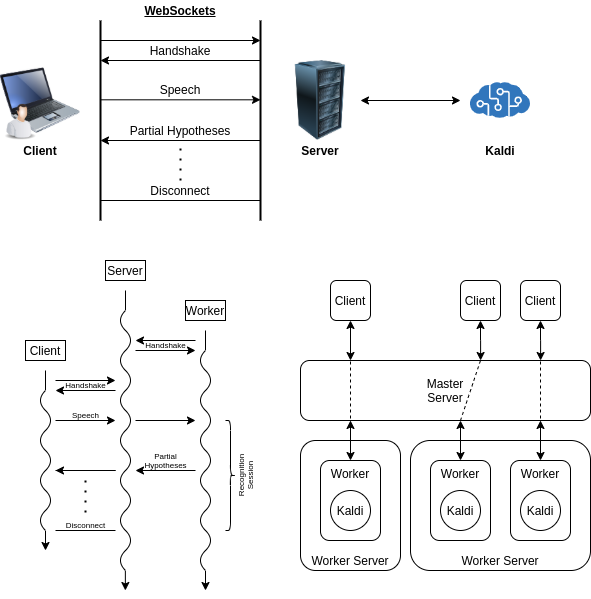 WebSockets
Handshake
Speech
Partial Hypotheses
Disconnect
Client
Server
Kaldi
Server
Worker
Client
Handshake
Handshake
Speech
Partial
Hypotheses
Disconnect
Recognition
Session
Client
Client
Client
Master
Server
Worker
Worker
Worker
Kaldi
Kaldi
Kaldi
Worker Server
Worker Server